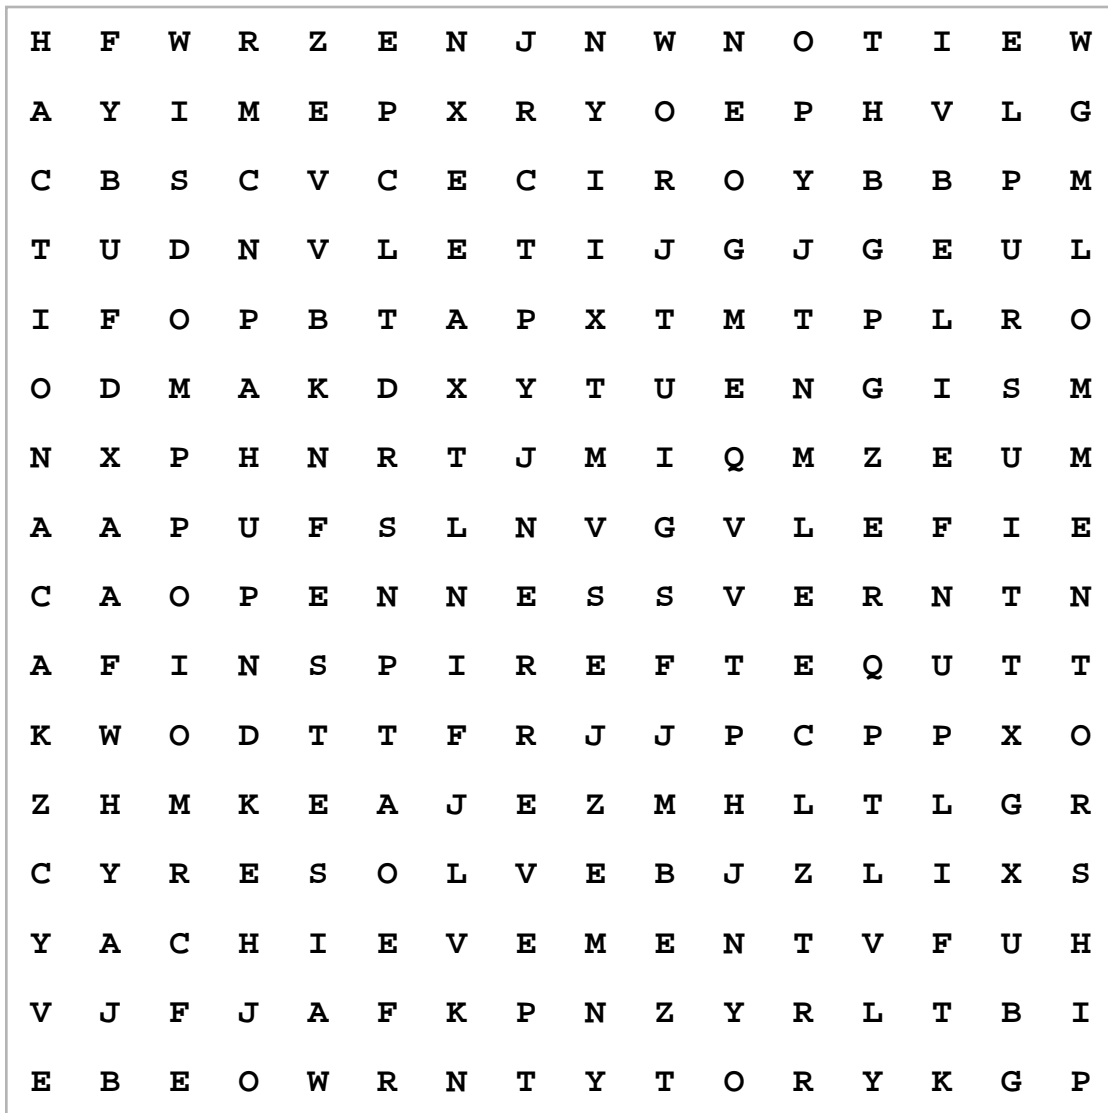 H F W R Z E N J N W N O T I E W
A Y I M E P X R Y O E P H V L G
C B S C V C E C I R O Y B B P M
T U D N V L E T I J G J G E U L
I F O P B T A P X T M T P L R O
O D M A K D X Y T U E N G I S M
N X P H N R T J M I Q M Z E U M
A A P U F S L N V G V L E F I E
C A O P E N N E S S V E R N T N
A F I N S P I R E F T E Q U T T
K W O D T T F R J J P C P P X O
Z H M K E A J E Z M H L T L G R
C Y R E S O L V E B J Z L I X S
Y A C H I E V E M E N T V F U H
V J F J A F K P N Z Y R L T B I
E B E O W R N T Y T O R Y K G P